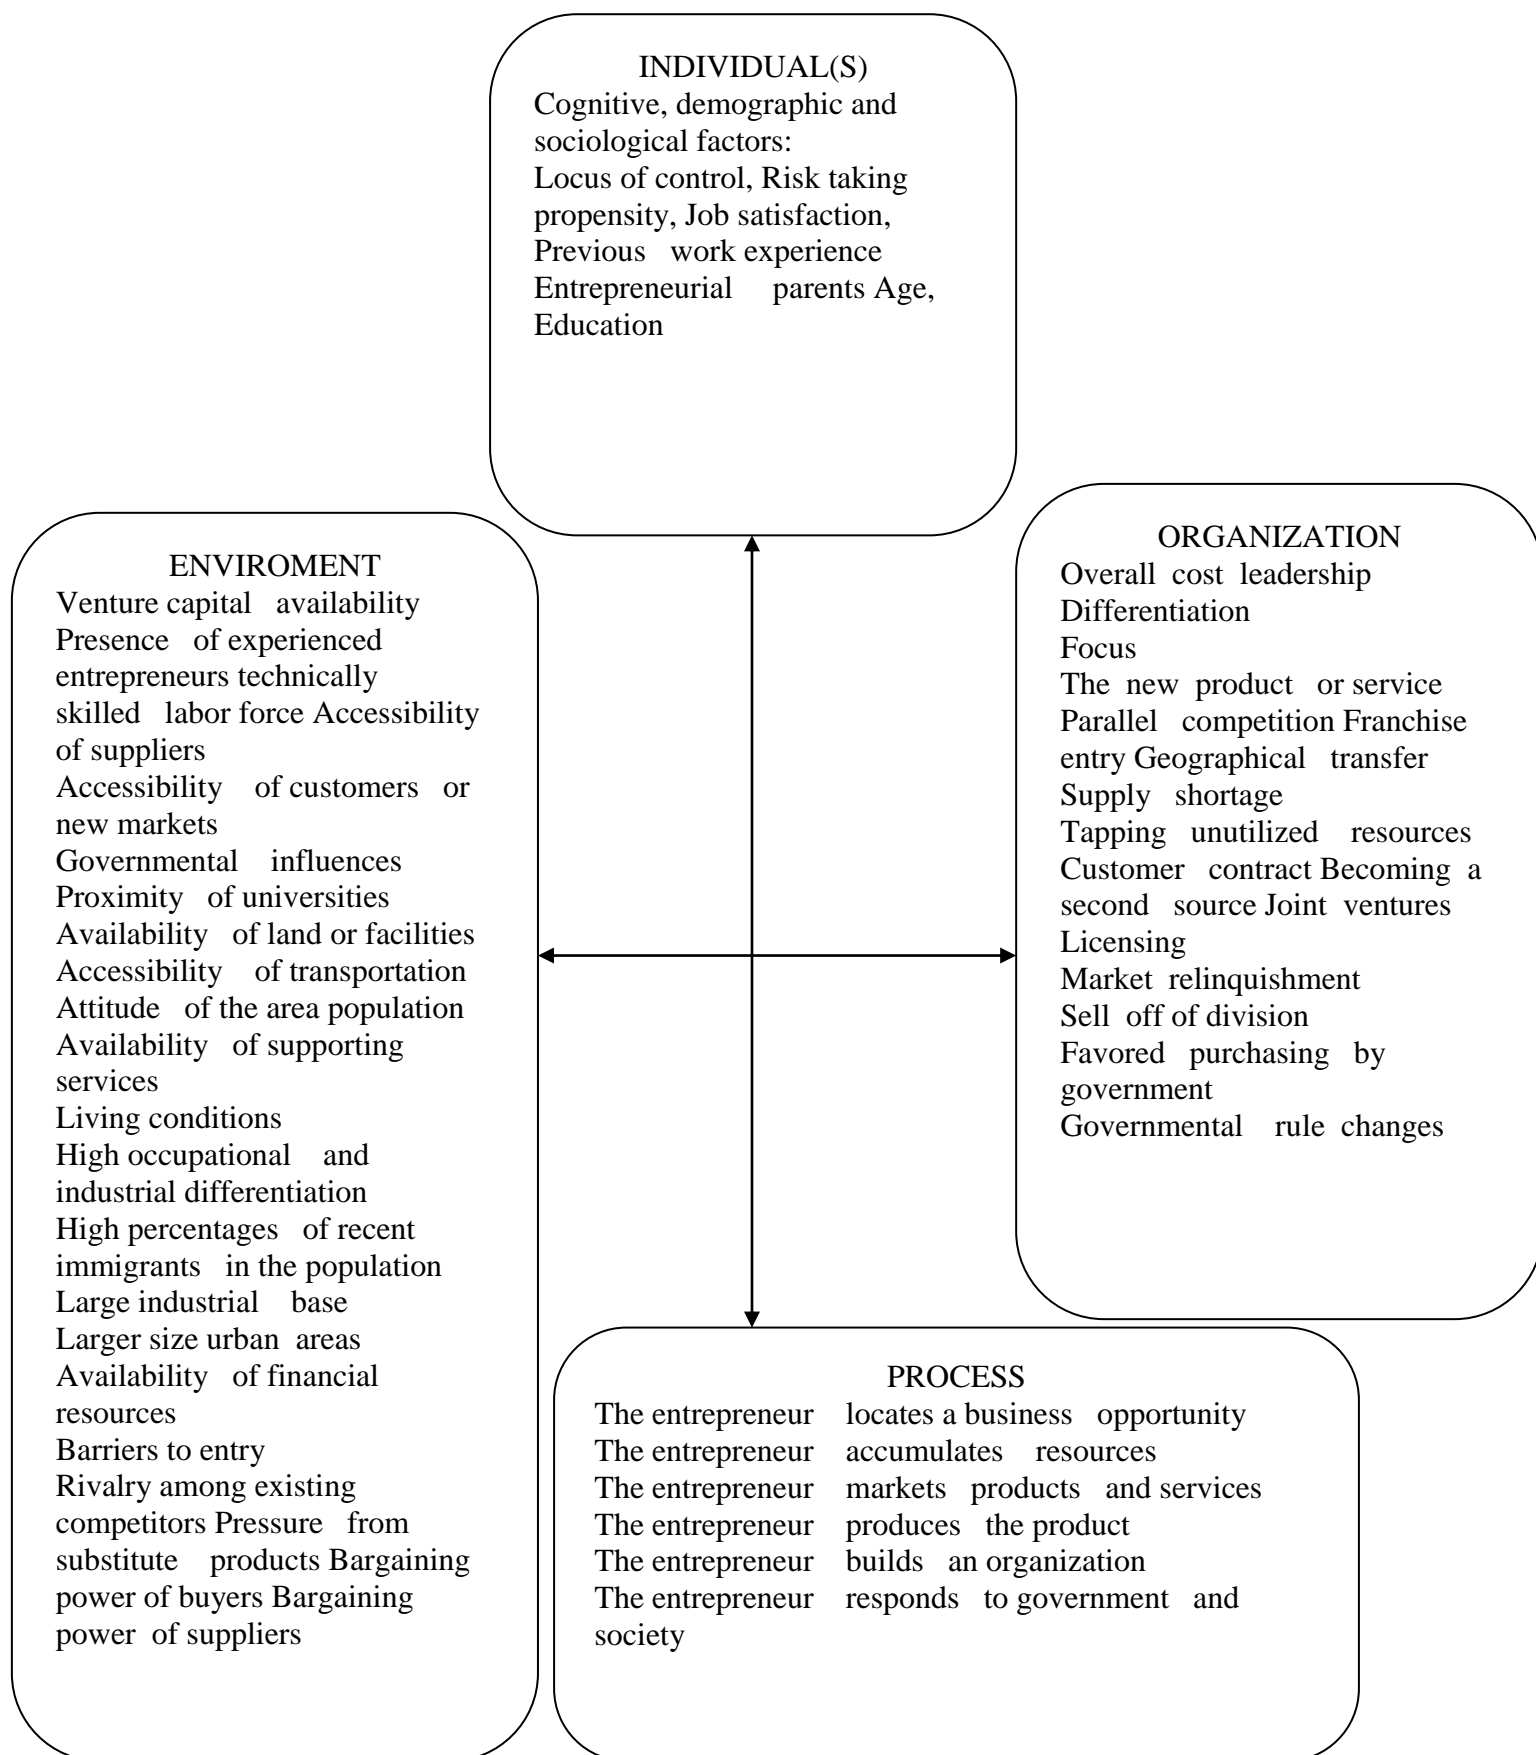 INDIVIDUAL(S)
Cognitive, demographic and
sociological factors:
Locus of control, Risk taking
propensity, Job satisfaction,
Previous work experience
Entrepreneurial parents Age,
Education
ENVIROMENT
Venture capital availability
Presence of experienced
entrepreneurs technically
skilled labor force Accessibility
of suppliers
Accessibility of customers or
new markets
Governmental influences
Proximity of universities
Availability of land or facilities
Accessibility of transportation
Attitude of the area population
Availability of supporting
services
Living conditions
High occupational and
industrial differentiation
High percentages of recent
immigrants in the population
Large industrial base
Larger size urban areas
Availability of financial
resources
Barriers to entry
Rivalry among existing
competitors Pressure from
substitute products Bargaining
power of buyers Bargaining
power of suppliers
ORGANIZATION
Overall cost leadership
Differentiation
Focus
The new product or service
Parallel competition Franchise
entry Geographical transfer
Supply shortage
Tapping unutilized resources
Customer contract Becoming a
second source Joint ventures
Licensing
Market relinquishment
Sell off of division
Favored purchasing by
government
Governmental rule changes
PROCESS
The entrepreneur locates a business opportunity
The entrepreneur accumulates resources
The entrepreneur markets products and services
The entrepreneur produces the product
The entrepreneur builds an organization
The entrepreneur responds to government and
society